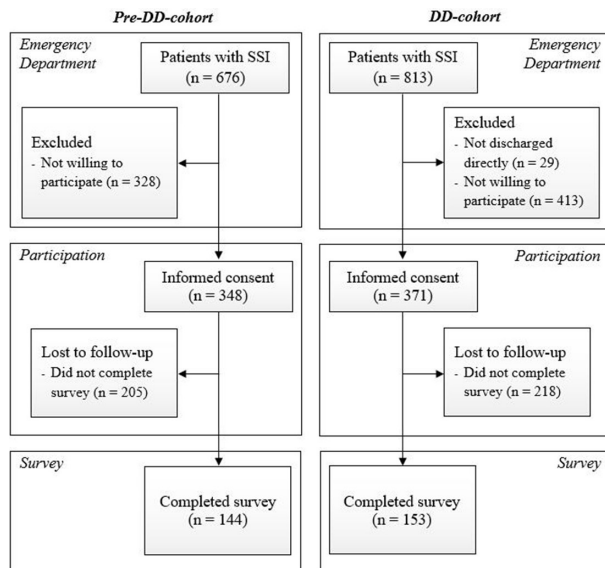 Pre-DD-cohort
Emergency
Department
Patients with SSI
(n = 676)
Excluded
- Not willing to
participate (n = 328)
Participation
Informed consent
(n = 348)
Lost to follow-up
- Did not complete
survey (n = 205)
Survey
Completed survey
(n = 144)
DD-cohort
Emergency
Department
Patients with SSI
(n = 813)
Excluded
- Not discharged
directly (n = 29)
- Not willing to
participate (n = 413)
Participation
Informed consent
(n = 371)
Lost to follow-up
- Did not complete
survey (n = 218)
Survey
Completed survey
(n = 153)